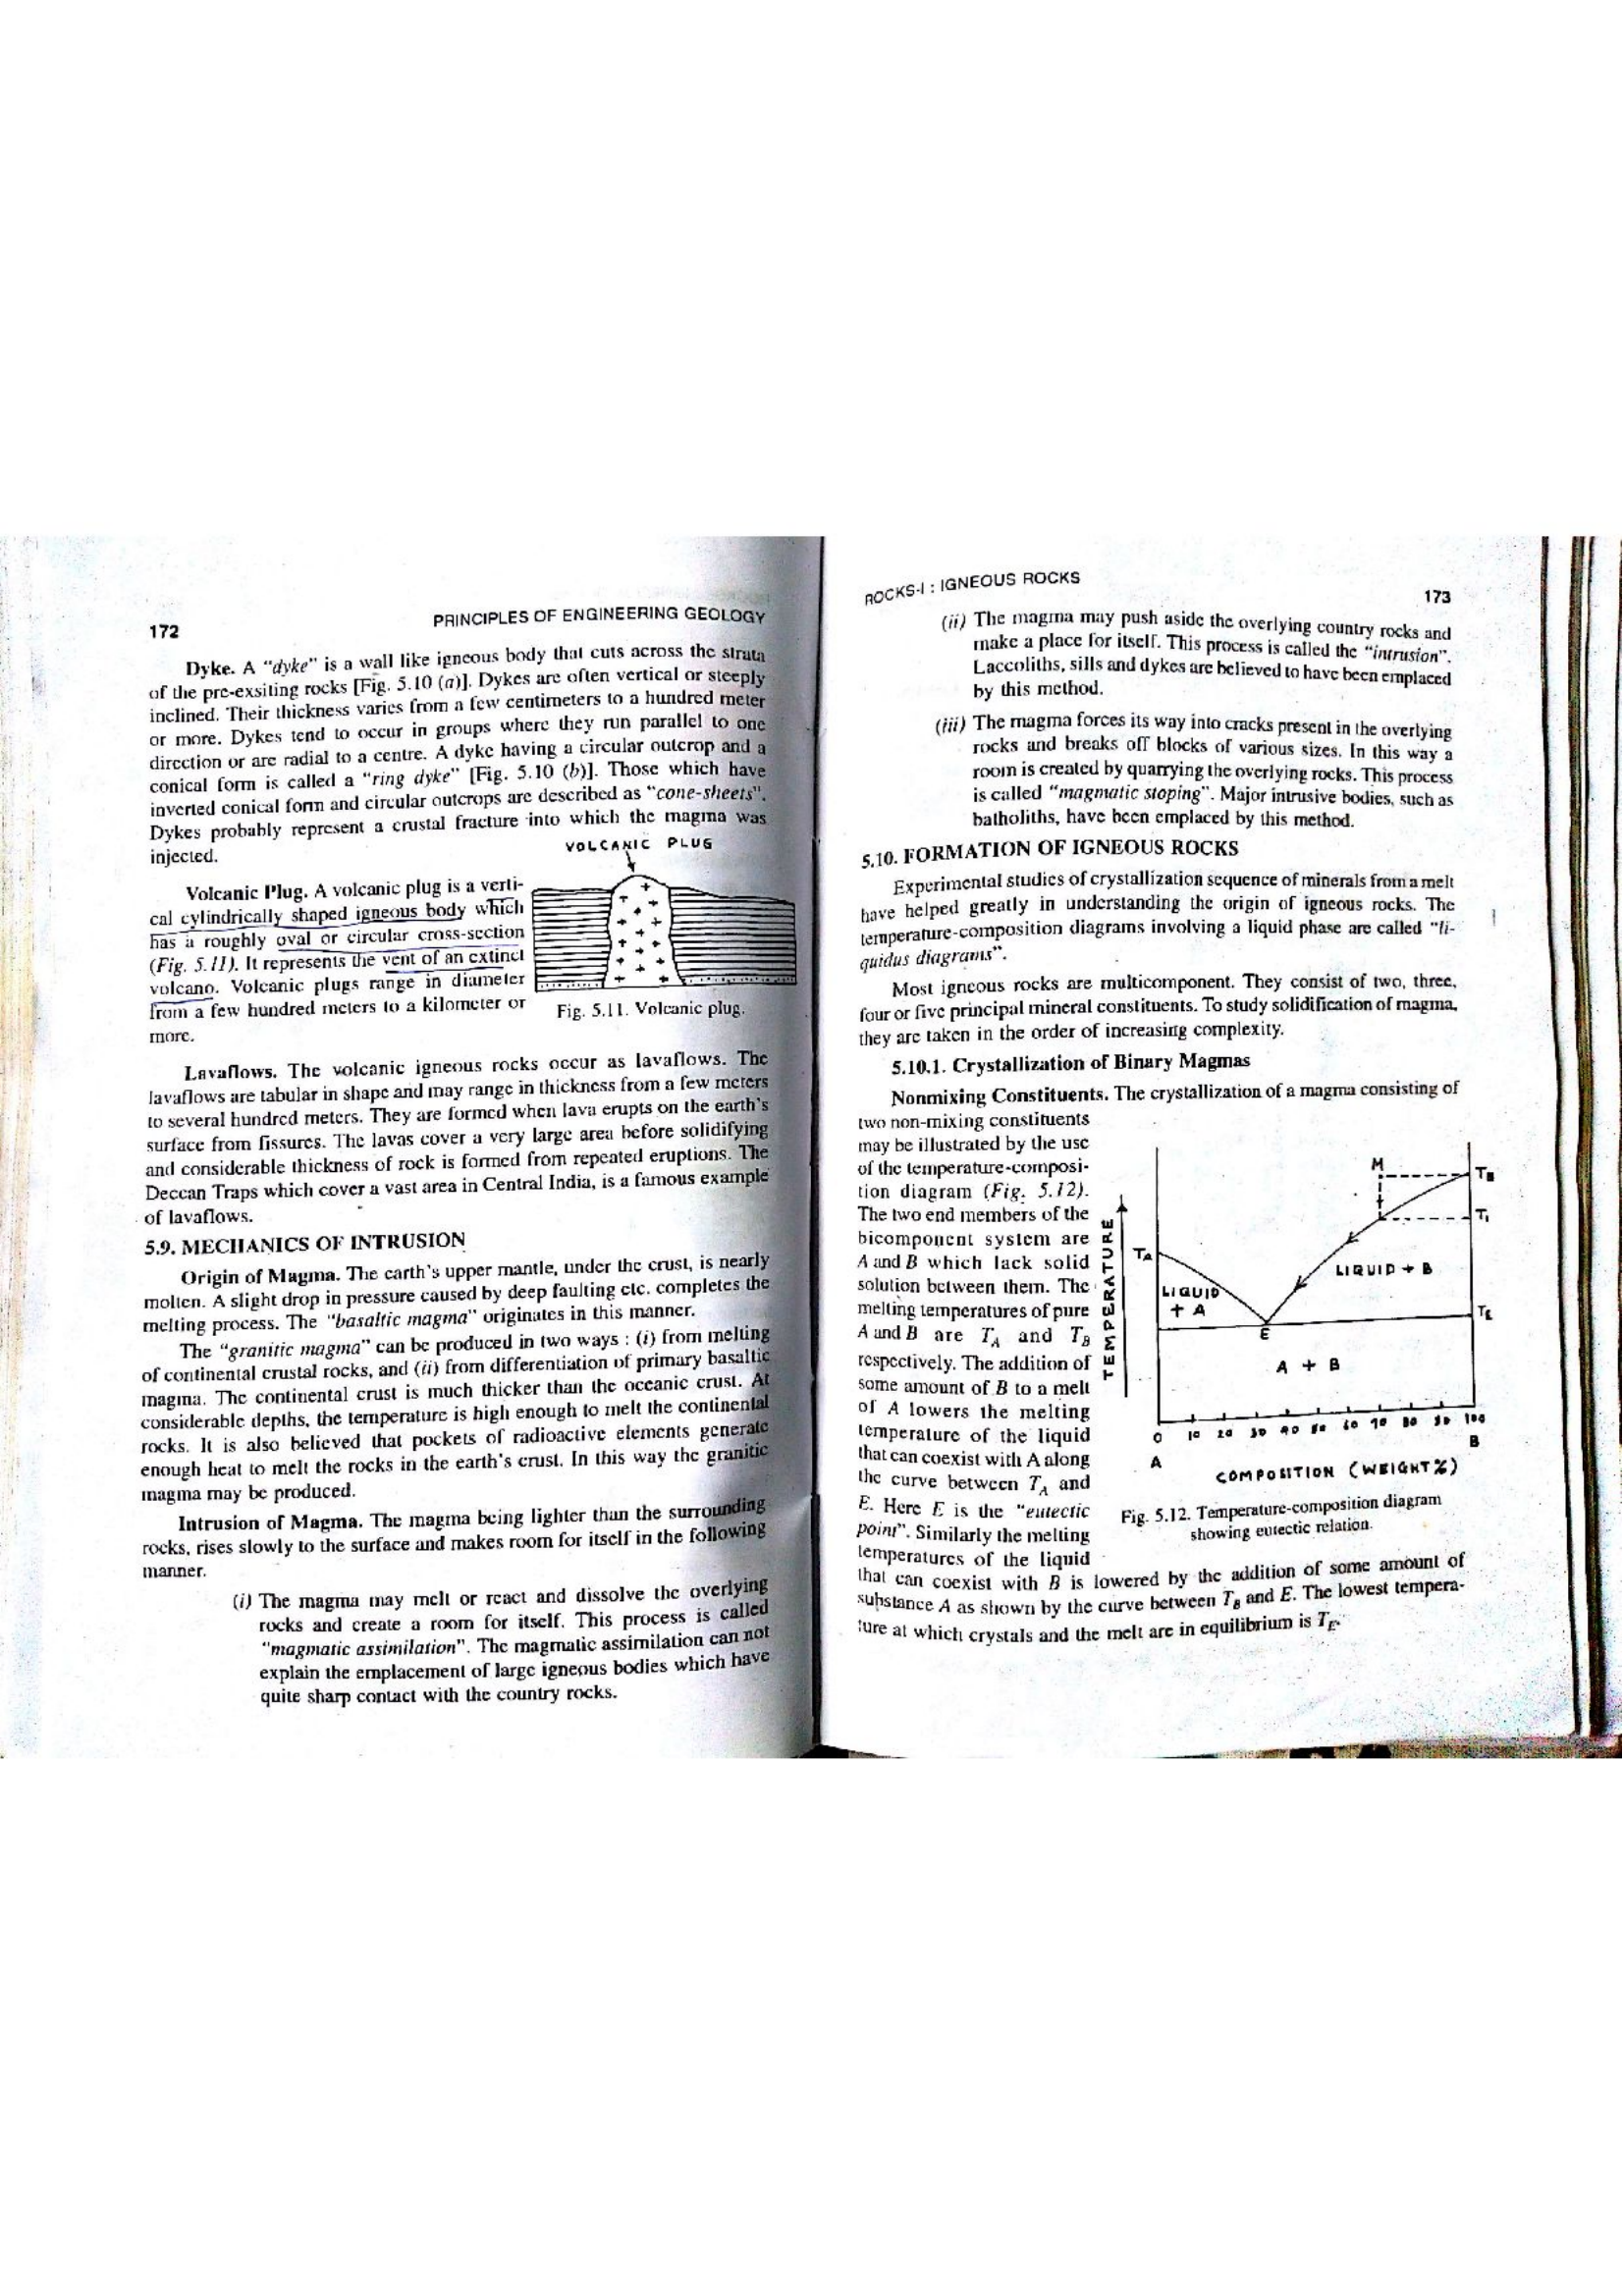 172
PRINCIPLES OF ENGINEERING GEOLOGY
Dyke. A “dyke” is a wall like igneous body that cuts across the strata
of the pre-exsiting rocks [Fig. 5.10 (a)]. Dykes are often vertical or steeply
inclined. Their thickness varies from a few centimeters to a hundred meter
or more. Dykes tend to occur in groups where they run parallel to one
direction or are radial to a centre. A dyke having a circular outcrop and a
conical form is called a “ring dyke” [Fig. 5.10 (b)]. Those which have
inverted conical form and circular outcrops are described as “cone-sheets”.
Dykes probably represent a crustal fracture into which the magma was
injected.
VOLCANIC PLUG
Volcanic Plug. A volcanic plug is a verti-
cal cylindrically shaped igneous body which
has a roughly oval or circular cross-section
(Fig. 5.11). It represents the vent of an extinct
volcano. Volcanic plugs range in diameter
from a few hundred meters to a kilometer or
more.
Fig. 5.11. Volcanic plug.
Lavaflows. The volcanic igneous rocks occur as lavaflows. The
lavaflows are tabular in shape and may range in thickness from a few meters
to several hundred meters. They are formed when lava erupts on the earth's
surface from fissures. The lavas cover a very large area before solidifying
and considerable thickness of rock is formed from repeated eruptions. The
Deccan Traps which cover a vast area in Central India, is a famous example
of lavaflows.
5.9. MECHANICS OF INTRUSION
Origin of Magma. The earth's upper mantle, under the crust, is nearly
molten. A slight drop in pressure caused by deep faulting etc. completes the
melting process. The “basaltic magma” originates in this manner.
The “granitic magma” can be produced in two ways : (i) from melting
of continental crustal rocks, and (ii) from differentiation of primary basaltic
magma. The continental crust is much thicker than the oceanic crust. At
considerable depths, the temperature is high enough to melt the continental
rocks. It is also believed that pockets of radioactive elements generate
enough heat to melt the rocks in the earth's crust. In this way the granitic
magma may be produced.
Intrusion of Magma. The magma being lighter than the surrounding
rocks, rises slowly to the surface and makes room for itself in the following
manner.
(i) The magma may melt or react and dissolve the overlying
rocks and create a room for itself. This process is called
“magmatic assimilation”. The magmatic assimilation can not
explain the emplacement of large igneous bodies which have
quite sharp contact with the country rocks.
ROCKS-I : IGNEOUS ROCKS
173
(ii) The magma may push aside the overlying country rocks and
make a place for itself. This process is called the “intrusion”.
Laccoliths, sills and dykes are believed to have been emplaced
by this method.
(iii) The magma forces its way into cracks present in the overlying
rocks and breaks off blocks of various sizes. In this way a
room is created by quarrying the overlying rocks. This process
is called “magmatic stoping”. Major intrusive bodies, such as
batholiths, have been emplaced by this method.
5.10. FORMATION OF IGNEOUS ROCKS
Experimental studies of crystallization sequence of minerals from a melt
have helped greatly in understanding the origin of igneous rocks. The
temperature-composition diagrams involving a liquid phase are called “li-
quidus diagrams”.
Most igneous rocks are multicomponent. They consist of two, three,
four or five principal mineral constituents. To study solidification of magma,
they are taken in the order of increasing complexity.
5.10.1. Crystallization of Binary Magmas
Nonmixing Constituents. The crystallization of a magma consisting of
two non-mixing constituents
may be illustrated by the use
of the temperature-composi-
tion diagram (Fig. 5.12).
The two end members of the
bicomponent system are
A and B which lack solid
solution between them. The
melting temperatures of pure
A and B are TA and TB
respectively. The addition of
some amount of B to a melt
of A lowers the melting
temperature of the liquid
that can coexist with A along
the curve between TA and
E. Here E is the “eutectic
point”. Similarly the melting
temperatures of the liquid
that can coexist with B is lowered by the addition of some amount of
substance A as shown by the curve between TB and E. The lowest tempera-
ture at which crystals and the melt are in equilibrium is TE.
TEMPERATURE
M
TB
T1
TA
LIQUID + B
LIQUID
+ A
TE
E
A + B
0 10 20 30 40 50 60 70 80 90 100
A
B
COMPOSITION (WEIGHT%)
Fig. 5.12. Temperature-composition diagram
showing eutectic relation.